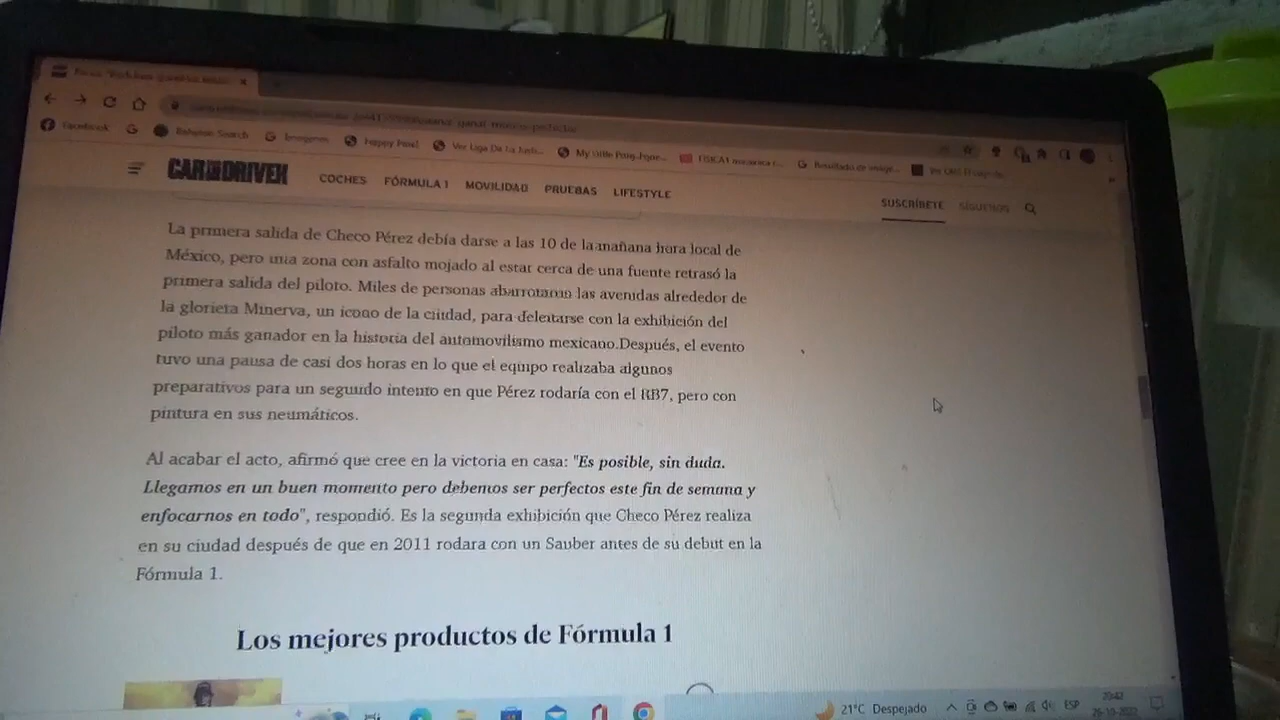 Facebook
Happy Pou!
CAR AND DRIVER
COCHES FÓRMULA 1 MOVILIDAD PRUEBAS LIFESTYLE
SUSCRÍBETE SÍGUENOS
La primera salida de Checo Pérez debía darse a las 10 de la mañana hora local de
México, pero una zona con asfalto mojado al estar cerca de una fuente retrasó la
primera salida del piloto. Miles de personas abarrotaron las avenidas alrededor de
la glorieta Minerva, un icono de la ciudad, para deleitarse con la exhibición del
piloto más ganador en la historia del automovilismo mexicano.Después, el evento
tuvo una pausa de casi dos horas en lo que el equipo realizaba algunos
preparativos para un segundo intento en que Pérez rodaría con el RB7, pero con
pintura en sus neumáticos.
Al acabar el acto, afirmó que cree en la victoria en casa: "Es posible, sin duda.
Llegamos en un buen momento pero debemos ser perfectos este fin de semana y
enfocarnos en todo", respondió. Es la segunda exhibición que Checo Pérez realiza
en su ciudad después de que en 2011 rodara con un Sauber antes de su debut en la
Fórmula 1.
Los mejores productos de Fórmula 1
21°C Despejado
ESP
20:42
26-10-2022